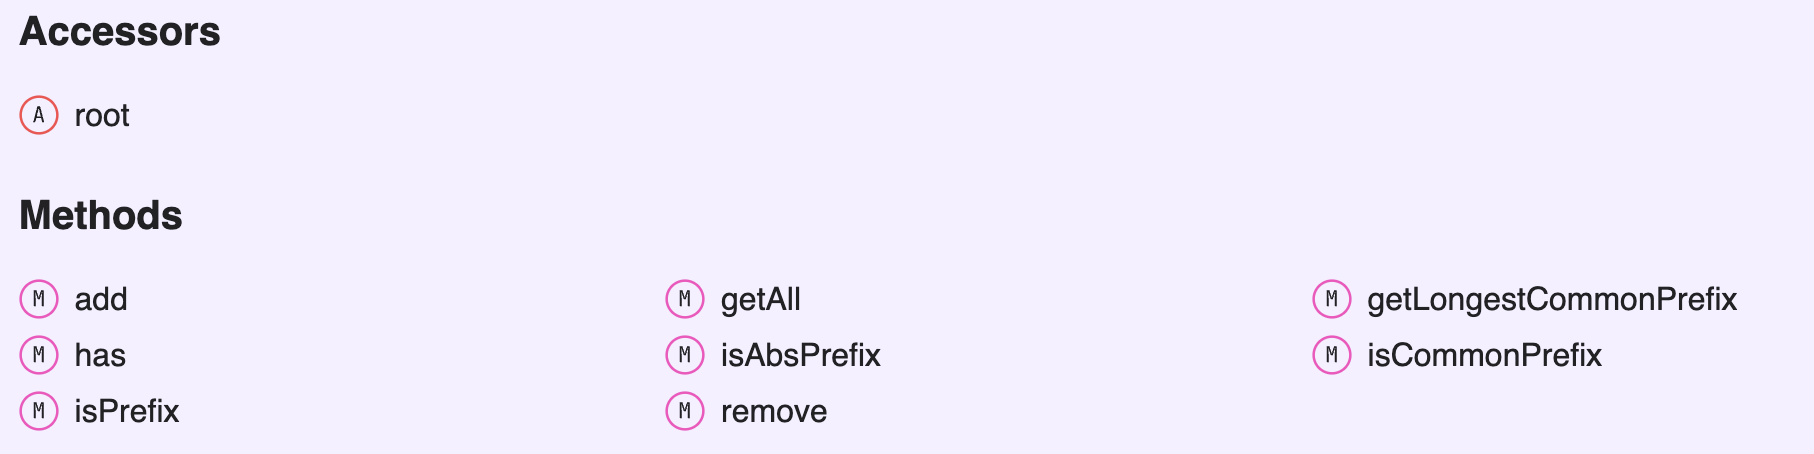 Accessors
A root
Methods
M add M getAll M getLongestCommonPrefix
M has M isAbsPrefix M isCommonPrefix
M isPrefix M remove